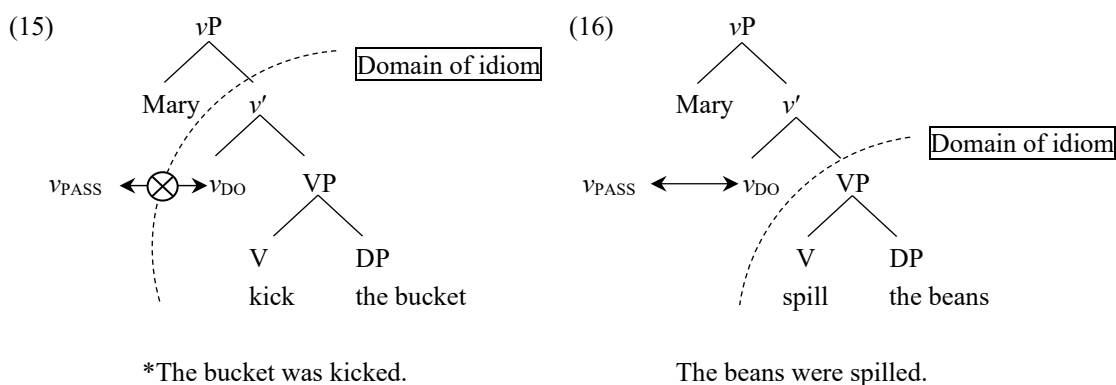 (15) vP (16) vP
Domain of idiom
Mary v′ Mary v′
Domain of idiom
vPASS vDO VP vPASS vDO VP
V DP V DP
kick the bucket spill the beans
*The bucket was kicked. The beans were spilled.